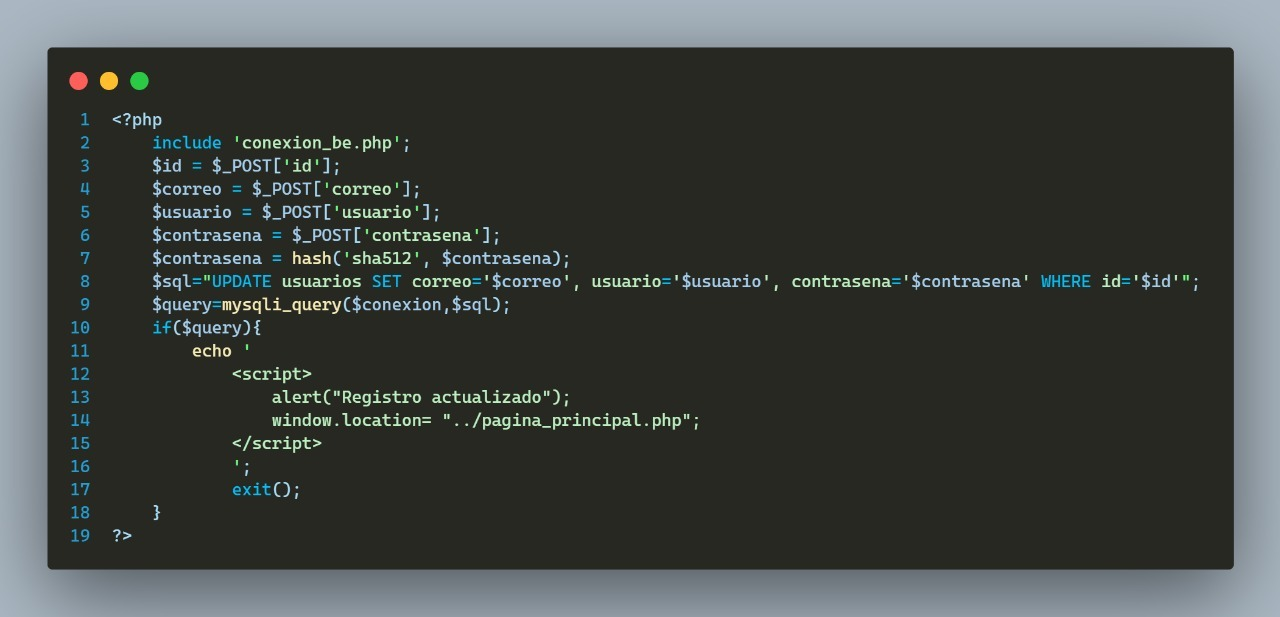 1 <?php
2 include 'conexion_be.php';
3 $id = $_POST['id'];
4 $correo = $_POST['correo'];
5 $usuario = $_POST['usuario'];
6 $contrasena = $_POST['contrasena'];
7 $contrasena = hash('sha512', $contrasena);
8 $sql="UPDATE usuarios SET correo='$correo', usuario='$usuario', contrasena='$contrasena' WHERE id='$id'";
9 $query=mysqli_query($conexion,$sql);
10 if($query){
11 echo '
12 <script>
13 alert("Registro actualizado");
14 window.location= "../pagina_principal.php";
15 </script>
16 ';
17 exit();
18 }
19 ?>